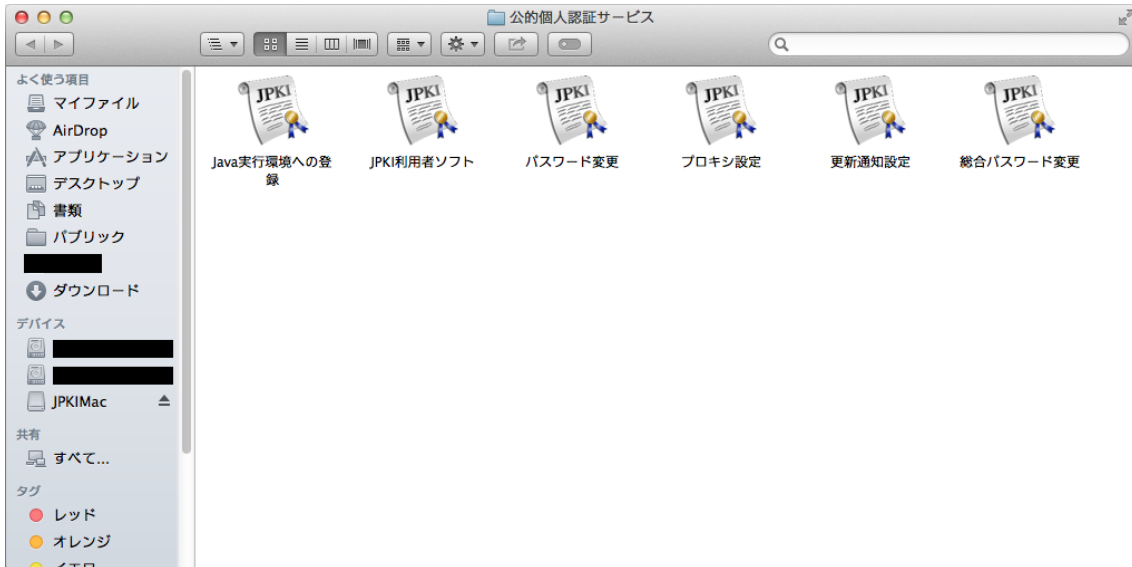 公的個人認証サービス
よく使う項目
マイファイル
AirDrop
アプリケーション
デスクトップ
書類
パブリック
ダウンロード
デバイス
JPKIMac
共有
すべて...
タグ
レッド
オレンジ
イエロ
JPKI
JPKI
JPKI
JPKI
JPKI
JPKI
Java実行環境への登
録
JPKI利用者ソフト
パスワード変更
プロキシ設定
更新通知設定
総合パスワード変更